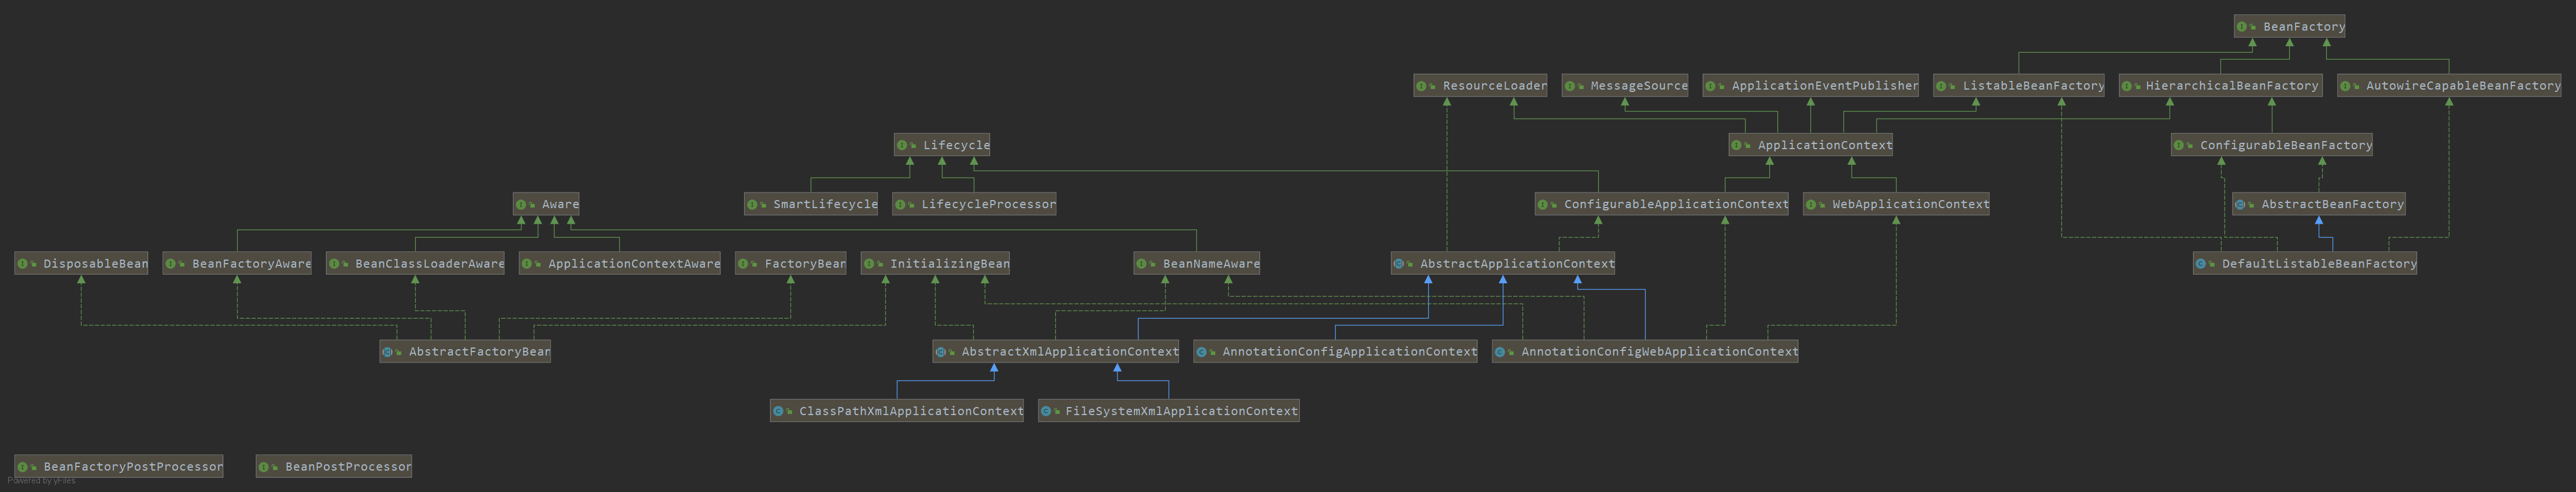 BeanFactory
ResourceLoader
MessageSource
ApplicationEventPublisher
ListableBeanFactory
HierarchicalBeanFactory
AutowireCapableBeanFactory
Lifecycle
ApplicationContext
ConfigurableBeanFactory
Aware
SmartLifecycle
LifecycleProcessor
ConfigurableApplicationContext
WebApplicationContext
AbstractBeanFactory
DisposableBean
BeanFactoryAware
BeanClassLoaderAware
ApplicationContextAware
FactoryBean
InitializingBean
BeanNameAware
AbstractApplicationContext
DefaultListableBeanFactory
AbstractFactoryBean
AbstractXmlApplicationContext
AnnotationConfigApplicationContext
AnnotationConfigWebApplicationContext
ClassPathXmlApplicationContext
FileSystemXmlApplicationContext
BeanFactoryPostProcessor
BeanPostProcessor
Powered by yFiles